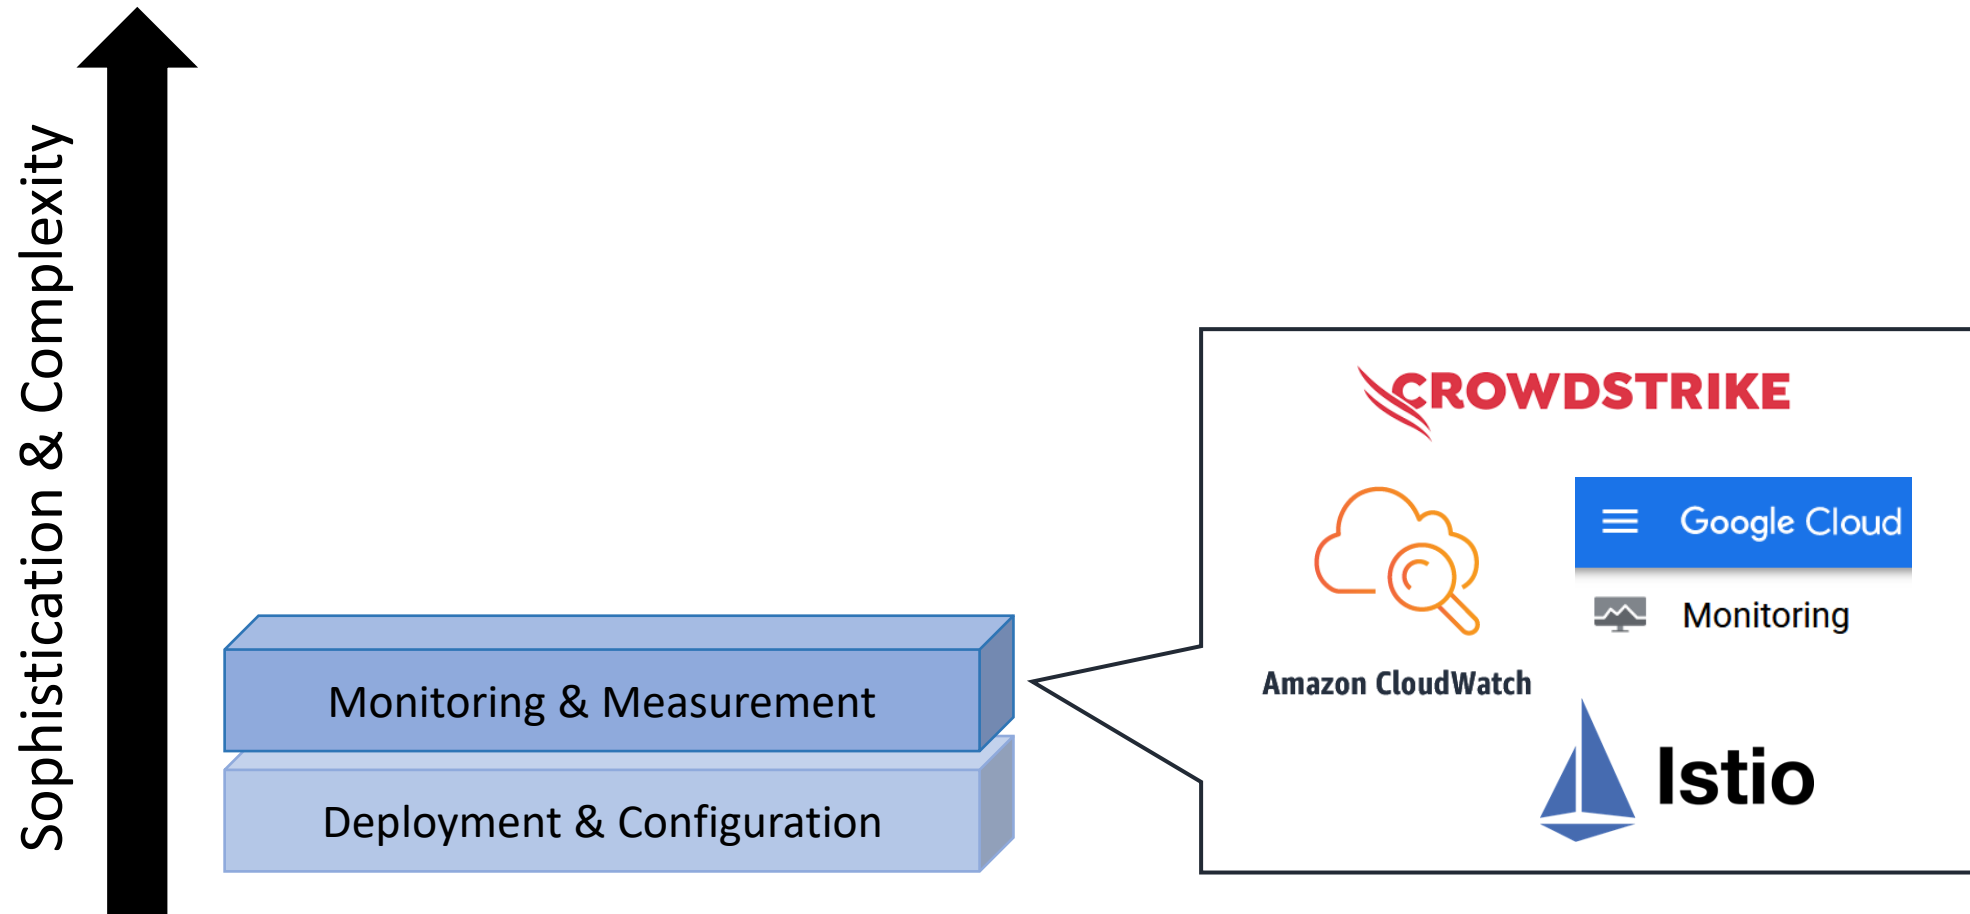 Sophistication & Complexity
Monitoring & Measurement
Deployment & Configuration
CROWDSTRIKE
Amazon CloudWatch
Google Cloud
Monitoring
Istio